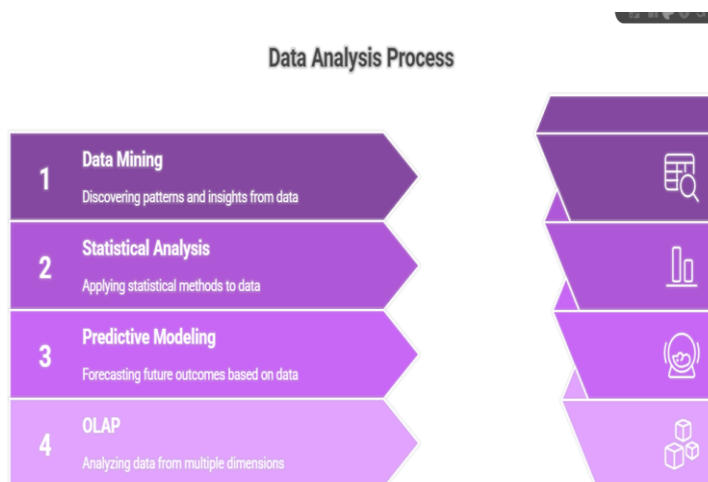 Data Analysis Process
1
Data Mining
Discovering patterns and insights from data
2
Statistical Analysis
Applying statistical methods to data
3
Predictive Modeling
Forecasting future outcomes based on data
4
OLAP
Analyzing data from multiple dimensions